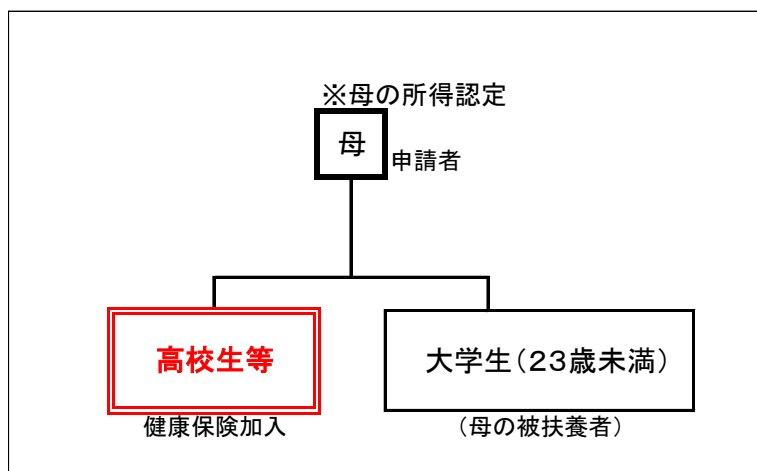 ※母の所得認定
母
申請者
高校生等
大学生(23歳未満)
健康保険加入
(母の被扶養者)